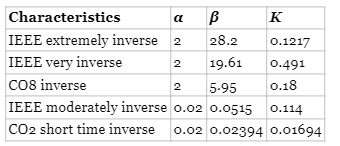 Characteristics α β K
IEEE extremely inverse 2 28.2 0.1217
IEEE very inverse 2 19.61 0.491
CO8 inverse 2 5.95 0.18
IEEE moderately inverse 0.02 0.0515 0.114
CO2 short time inverse 0.02 0.02394 0.01694